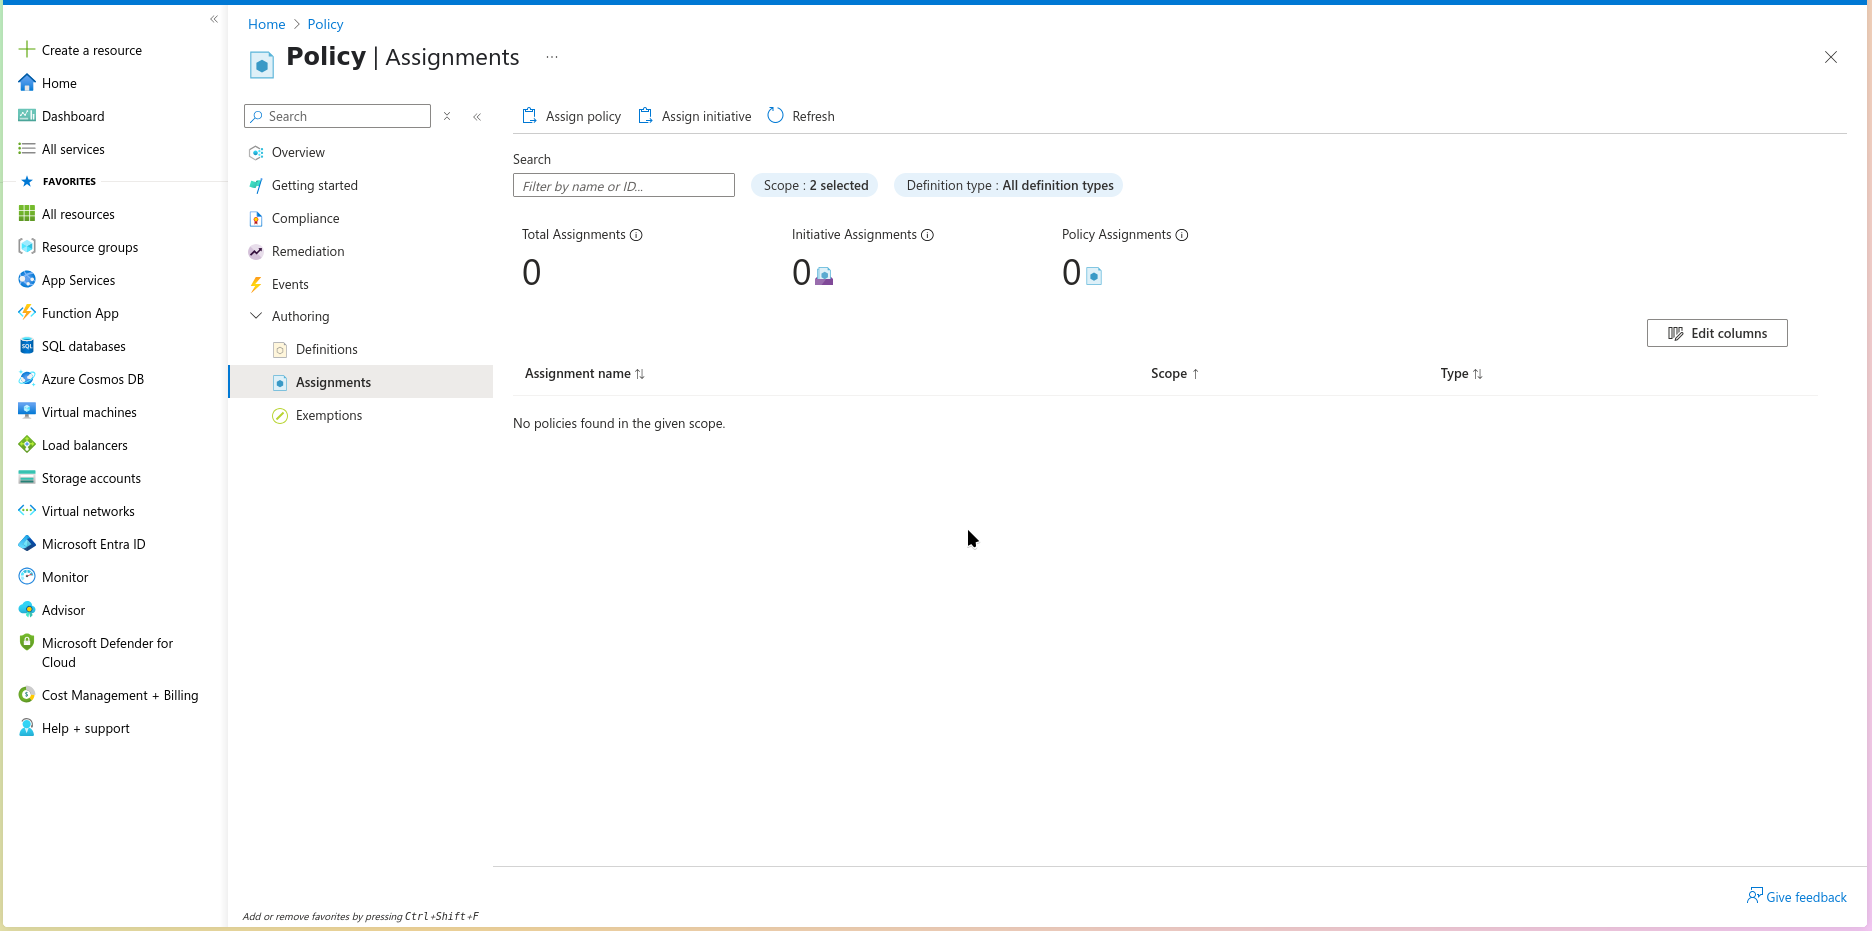 Create a resource
Home
Dashboard
All services
FAVORITES
All resources
Resource groups
App Services
Function App
SQL databases
Azure Cosmos DB
Virtual machines
Load balancers
Storage accounts
Virtual networks
Microsoft Entra ID
Monitor
Advisor
Microsoft Defender for
Cloud
Cost Management + Billing
Help + support
Home > Policy
Policy | Assignments ...
Search
Overview
Getting started
Compliance
Remediation
Events
Authoring
Definitions
Assignments
Exemptions
Add or remove favorites by pressing Ctrl+Shift+F
Assign policy Assign initiative Refresh
Search
Filter by name or ID... Scope : 2 selected Definition type : All definition types
Total Assignments Initiative Assignments Policy Assignments
0 0 0
Edit columns
Assignment name ↑↓ Scope ↑ Type ↑↓
No policies found in the given scope.
Give feedback